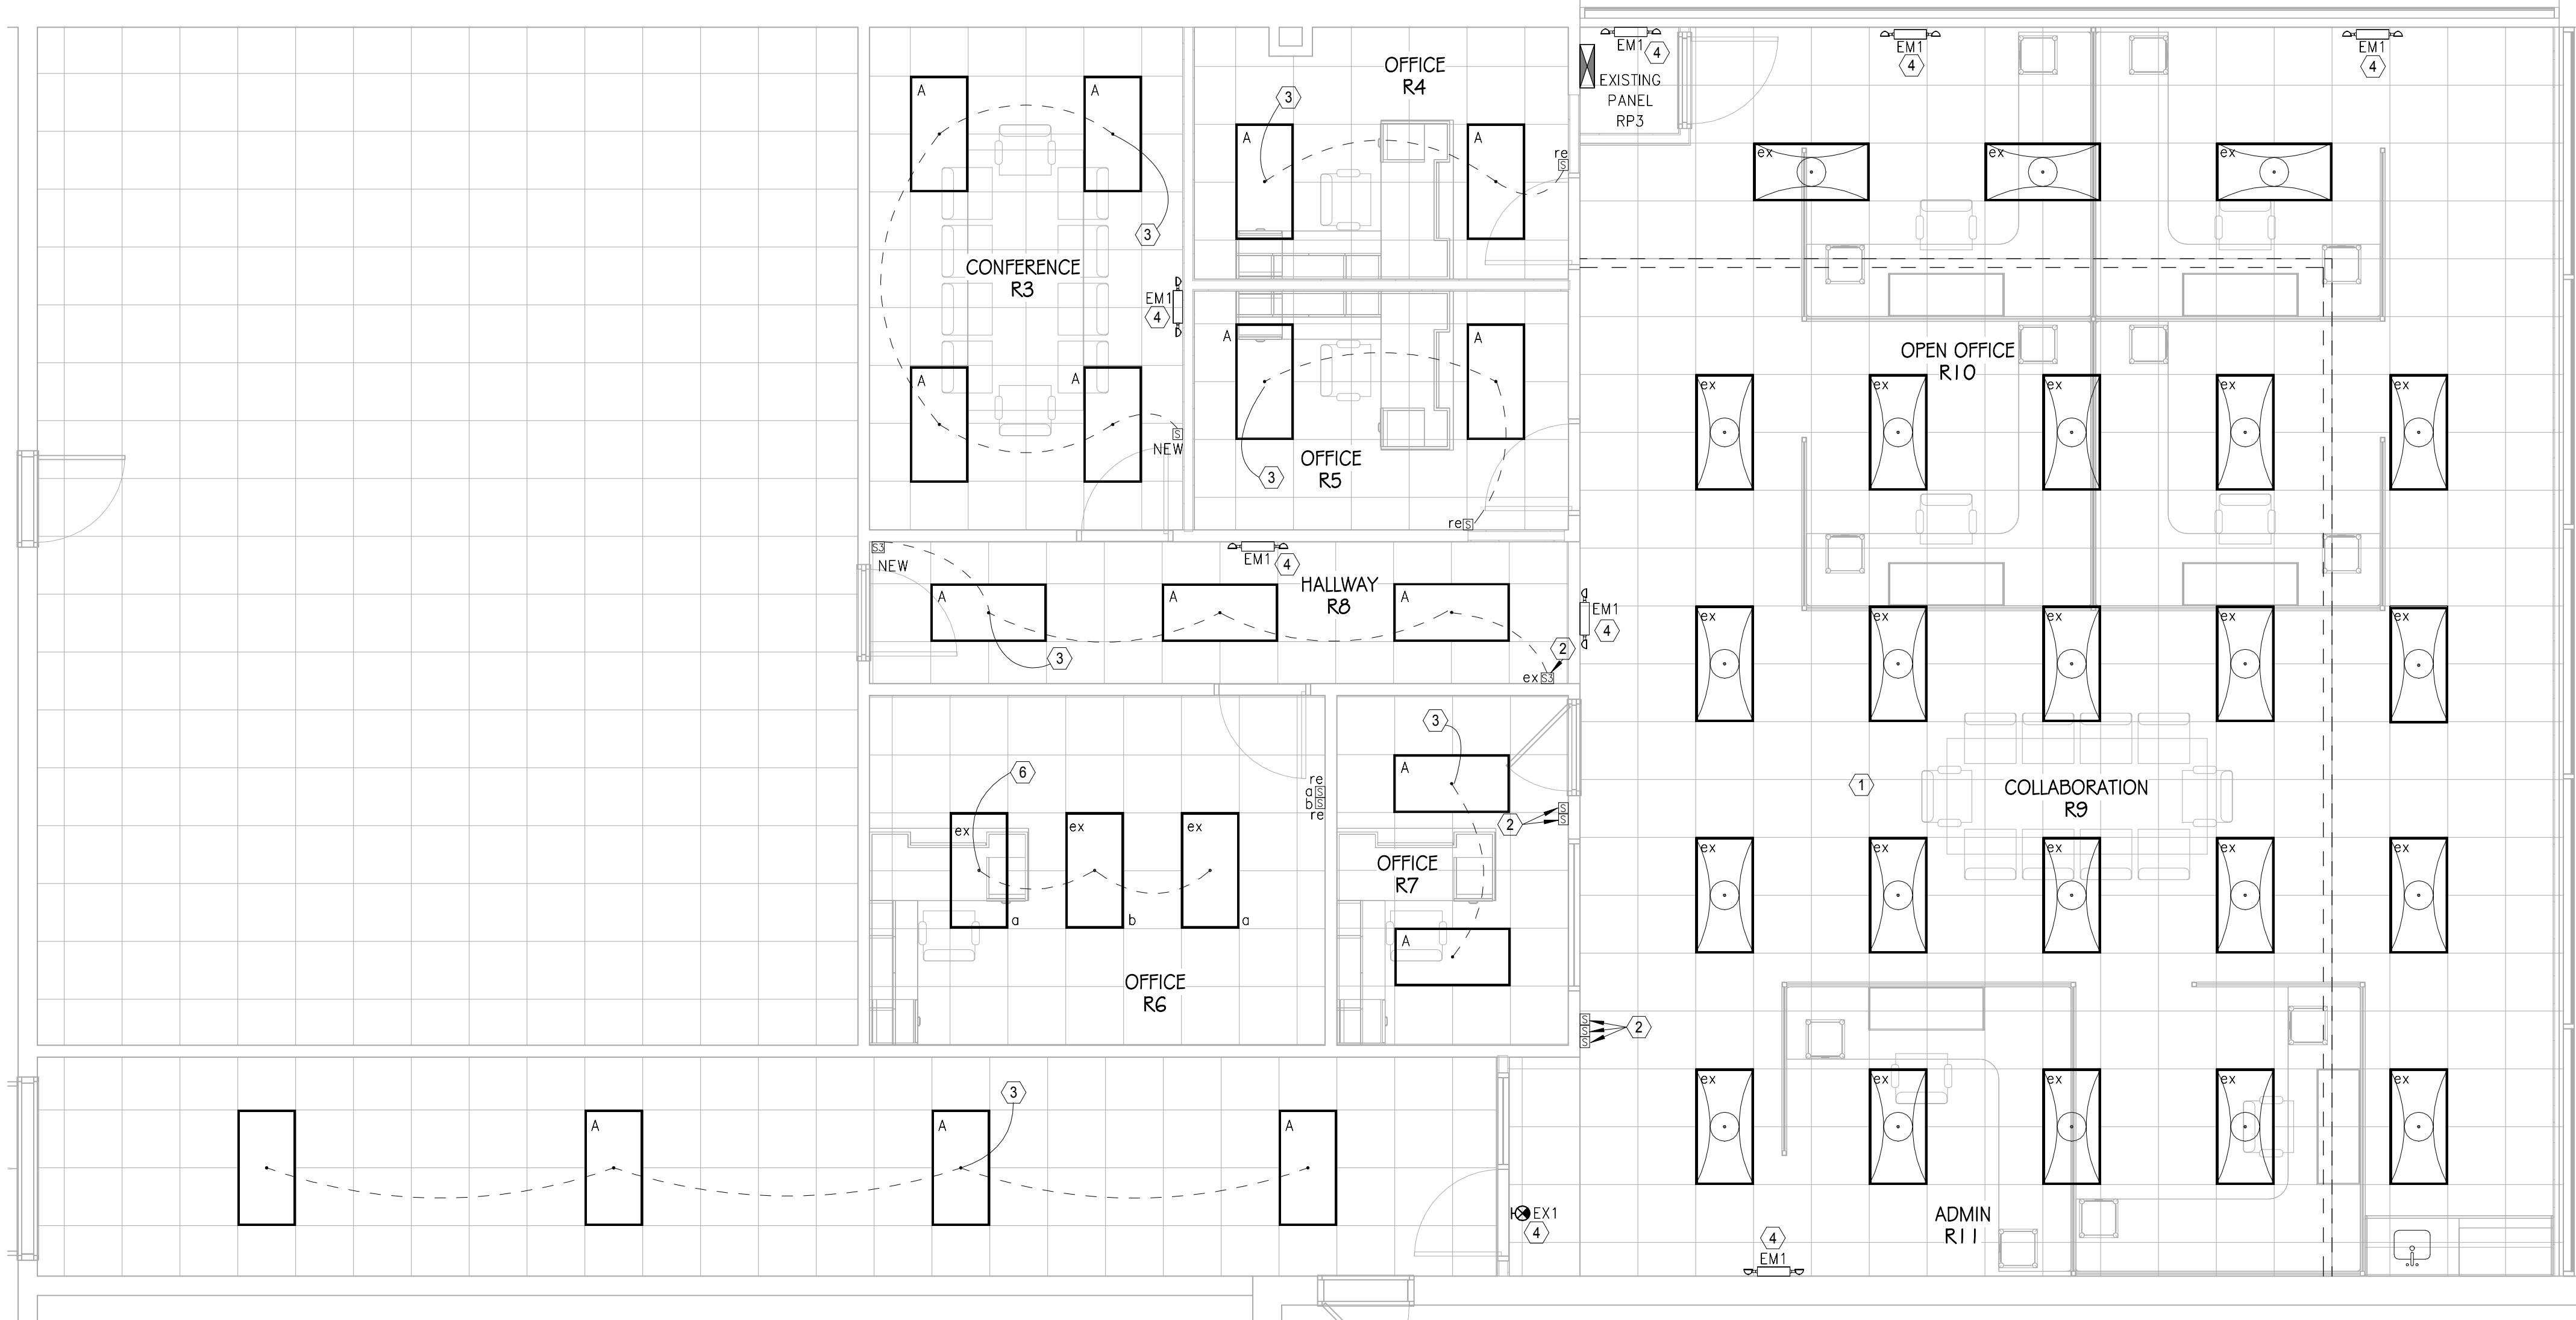 EM1
4
EM1
4
EM1
4
EXISTING
PANEL
RP3
OFFICE
R4
3
A
A
re
S
A
A
3
CONFERENCE
R3
EM1
4
A
A
S
NEW
A
A
OFFICE
R5
3
re S
ex
ex
ex
OPEN OFFICE
R10
ex
ex
ex
ex
ex
S3
NEW
EM1
4
HALLWAY
R8
A
A
A
3
2
ex S3
EM1
4
ex
ex
ex
ex
ex
3
A
6
re
a S
b S
re
S
S
2
1
COLLABORATION
R9
ex
ex
ex
a
b
a
OFFICE
R7
A
OFFICE
R6
ex
ex
ex
ex
ex
S
S
S
2
3
A
A
A
ex
ex
ex
ex
ex
EX1
4
ADMIN
R11
4
EM1